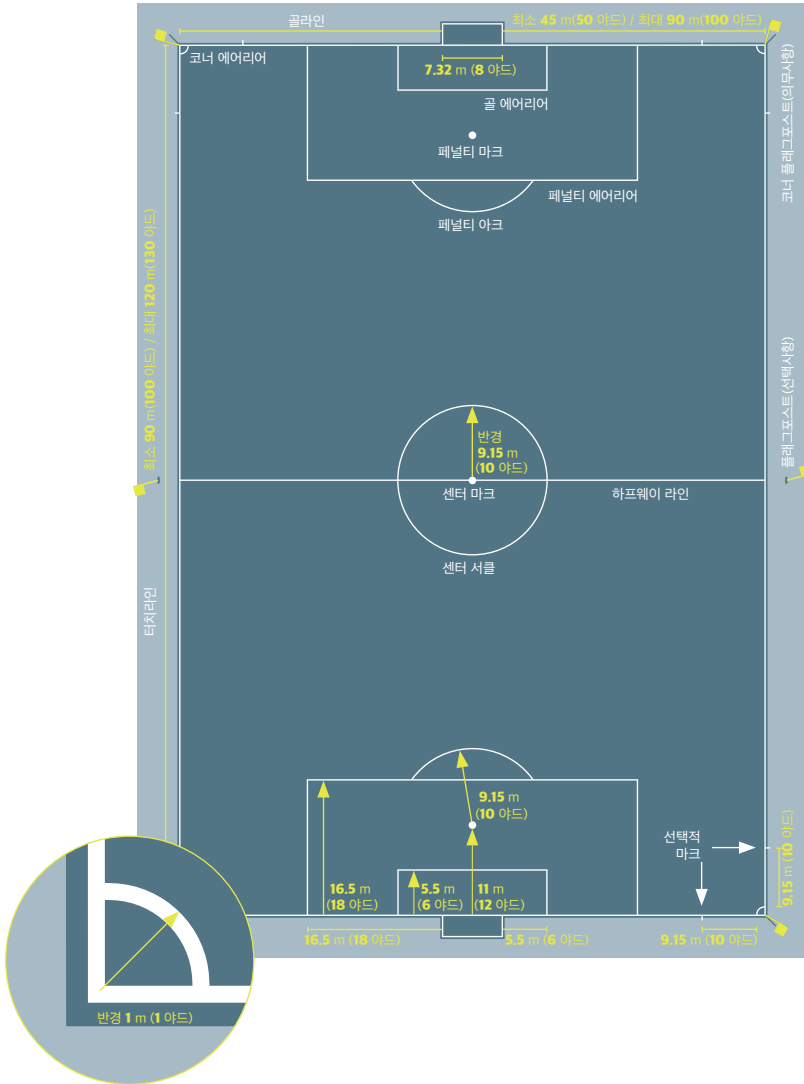 골라인
최소 45 m(50 야드) / 최대 90 m(100 야드)
코너 에어리어
7.32 m (8 야드)
골 에어리어
페널티 마크
페널티 에어리어
페널티 아크
코너 플래그포스트(의무사항)
최소 90 m(100 야드) / 최대 120 m(130 야드)
플래그포스트(선택사항)
반경
9.15 m
(10 야드)
센터 마크
하프웨이 라인
센터 서클
터치라인
9.15 m
(10 야드)
선택적
마크
9.15 m (10 야드)
16.5 m
(18 야드)
5.5 m
(6 야드)
11 m
(12 야드)
16.5 m (18 야드)
5.5 m (6 야드)
9.15 m (10 야드)
반경 1 m (1 야드)